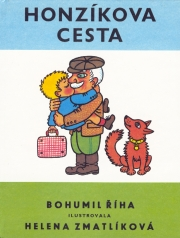 HONZÍKOVA
CESTA
BOHUMIL ŘÍHA
ILUSTROVALA
HELENA ZMATLÍKOVÁ